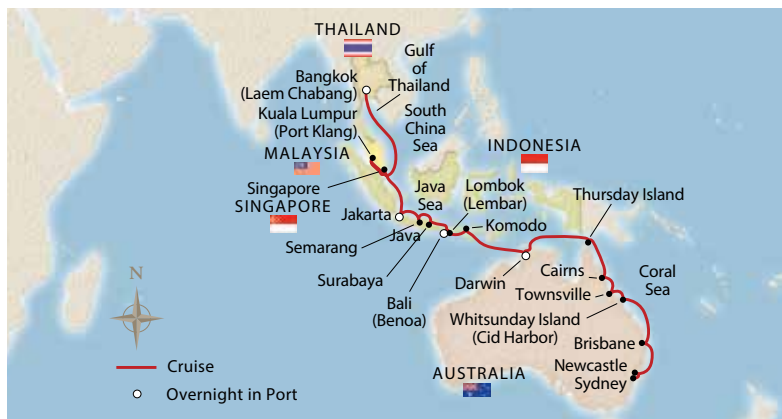 THAILAND
Gulf
of
Thailand
Bangkok
(Laem Chabang)
Kuala Lumpur
(Port Klang)
South
China
Sea
MALAYSIA
INDONESIA
Singapore
SINGAPORE
Java
Sea
Lombok
(Lembar)
Thursday Island
Jakarta
Komodo
Semarang
Java
Surabaya
Bali
(Benoa)
Darwin
Cairns
Coral
Sea
Townsville
Whitsunday Island
(Cid Harbor)
Brisbane
Newcastle
Sydney
AUSTRALIA
N
Cruise
Overnight in Port